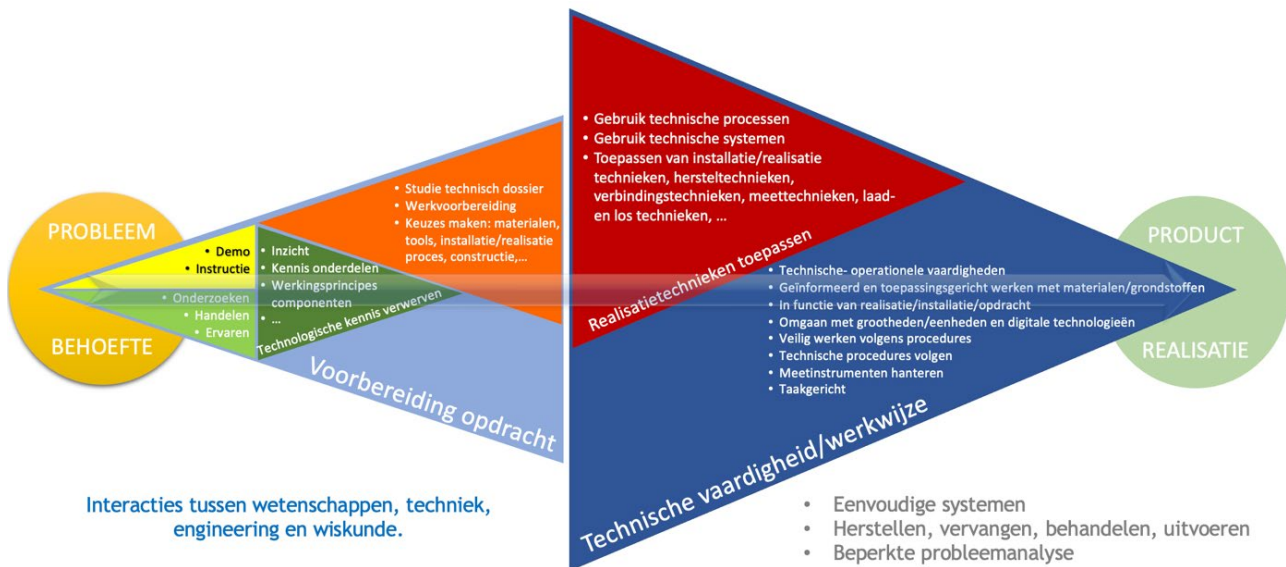 PROBLEEM
BEHOEFTE
• Demo
• Instructie
• Onderzoeken
• Handelen
• Ervaren
• Inzicht
• Kennis onderdelen
• Werkingsprincipes
componenten
• ...
Technologische kennis verwerven
• Studie technisch dossier
• Werkvoorbereiding
• Keuzes maken: materialen,
tools, installatie/realisatie
proces, constructie,...
Voorbereiding opdracht
• Gebruik technische processen
• Gebruik technische systemen
• Toepassen van installatie/realisatie
technieken, hersteltechnieken,
verbindingstechnieken, meettechnieken, laad-
en los technieken, ...
Realisatietechnieken toepassen
• Technische- operationele vaardigheden
• Geïnformeerd en toepassingsgericht werken met materialen/grondstoffen
• In functie van realisatie/installatie/opdracht
• Omgaan met grootheden/eenheden en digitale technologieën
• Veilig werken volgens procedures
• Technische procedures volgen
• Meetinstrumenten hanteren
• Taakgericht
Technische vaardigheid/werkwijze
PRODUCT
REALISATIE
Interacties tussen wetenschappen, techniek,
engineering en wiskunde.
• Eenvoudige systemen
• Herstellen, vervangen, behandelen, uitvoeren
• Beperkte probleemanalyse